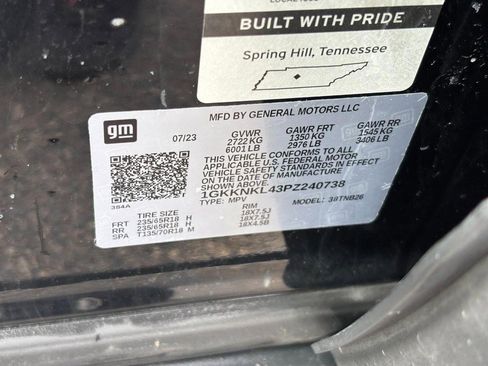 BUILT WITH PRIDE
Spring Hill, Tennessee
gm
MFD BY GENERAL MOTORS LLC
07/23 GVWR GAWR FRT GAWR RR
2722 KG 1350 KG 1545 KG
6001 LB 2976 LB 3406 LB
THIS VEHICLE CONFORMS TO ALL
APPLICABLE U.S. FEDERAL MOTOR
VEHICLE SAFETY STANDARDS IN EFFECT
ON THE DATE OF MANUFACTURE SHOWN ABOVE.
1GKKNKL43PZ240738
TYPE: MPV MODEL: 38TNB26
384A
TIRE SIZE RIM
FRT 235/65R18 H 18X7.5J
RR 235/65R18 H 18X7.5J
SPA T135/70R18 M 18X4.5B